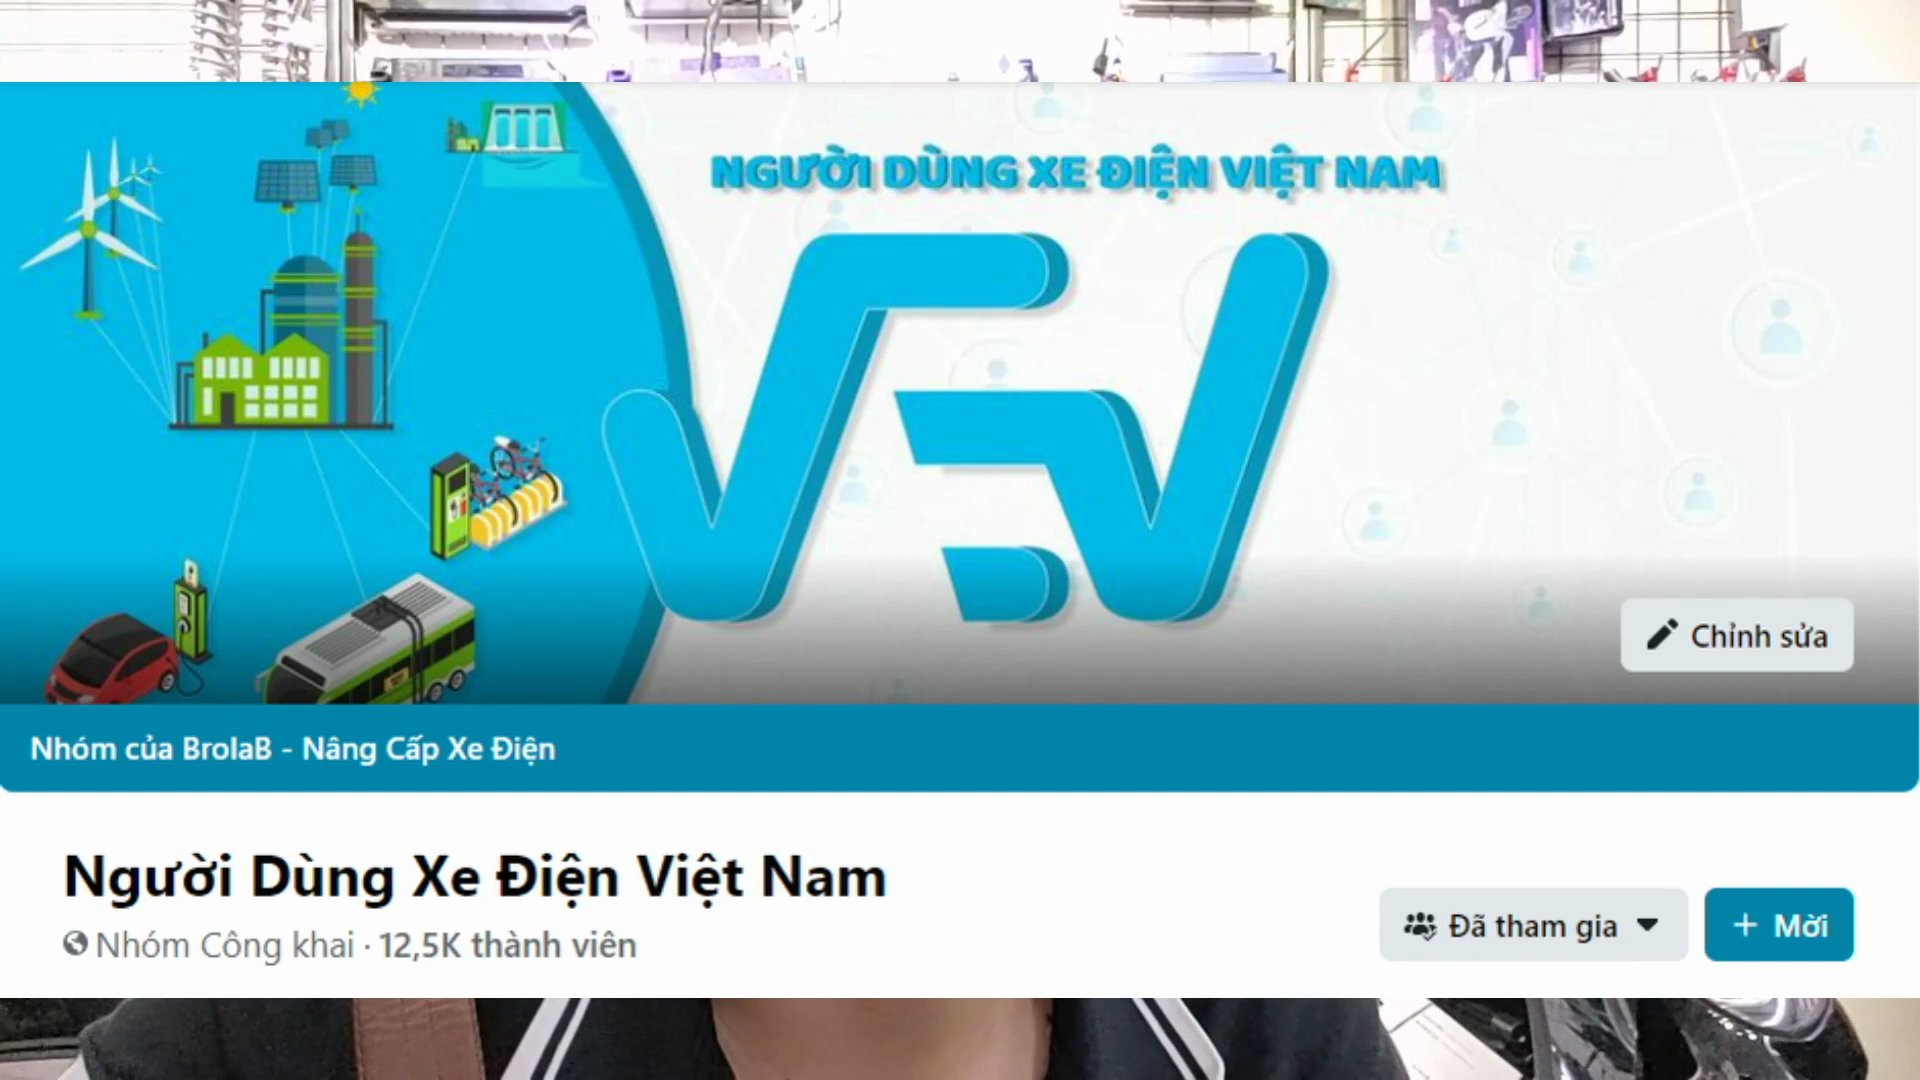 NGƯỜI DÙNG XE ĐIỆN VIỆT NAM
VEV
Chỉnh sửa
Nhóm của BrolaB - Nâng Cấp Xe Điện
Người Dùng Xe Điện Việt Nam
Nhóm Công khai · 12,5K thành viên
Đã tham gia
+ Mời